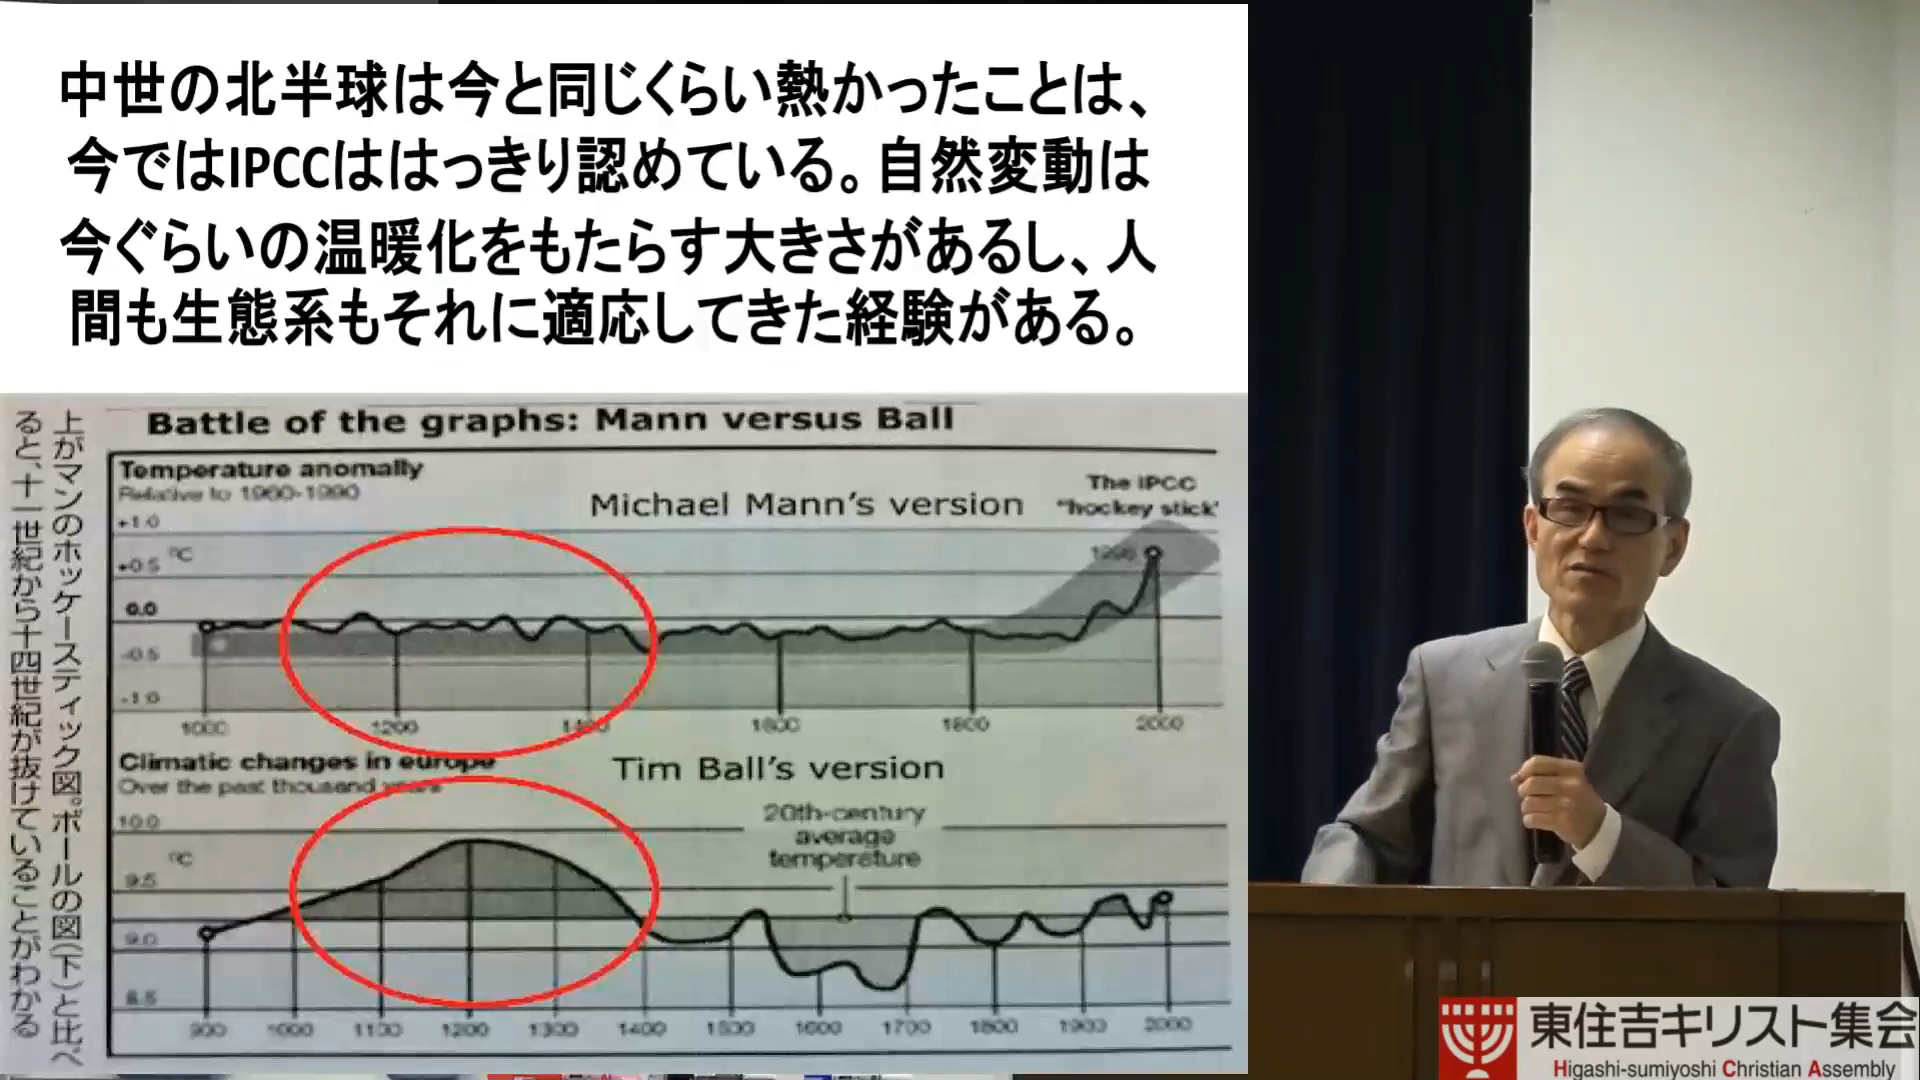 中世の北半球は今と同じくらい熱かったことは、
今ではIPCCははっきり認めている。自然変動は
今ぐらいの温暖化をもたらす大きさがあるし、人
間も生態系もそれに適応してきた経験がある。
上がマンのホッケースティック図。ボールの図(下)と比べ
ると、十一世紀から十四世紀が抜けていることがわかる
Battle of the graphs: Mann versus Ball
Temperature anomally
Relative to 1960-1990
Michael Mann's version
The IPCC
"hockey stick'
+1.0
°C
+0.5
1998
0.0
-0.5
-1.0
1000 1200 1400 1600 1800 2000
Climatic changes in europe
Over the past thousand years
Tim Ball's version
20th-century
average
temperature
10.0
°C
9.5
9.0
8.5
900 1000 1100 1200 1300 1400 1500 1600 1700 1800 1900 2000
東住吉キリスト集会
Higashi-sumiyoshi Christian Assembly